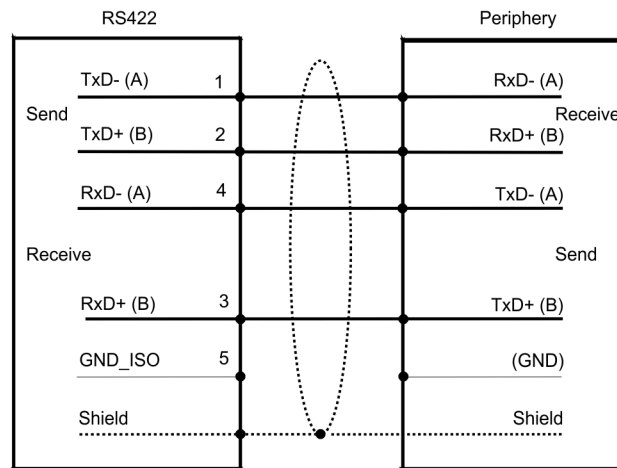 RS422 Periphery
TxD- (A) 1 RxD- (A)
Send Receive
TxD+ (B) 2 RxD+ (B)
RxD- (A) 4 TxD- (A)
Receive Send
RxD+ (B) 3 TxD+ (B)
GND_ISO 5 (GND)
Shield Shield